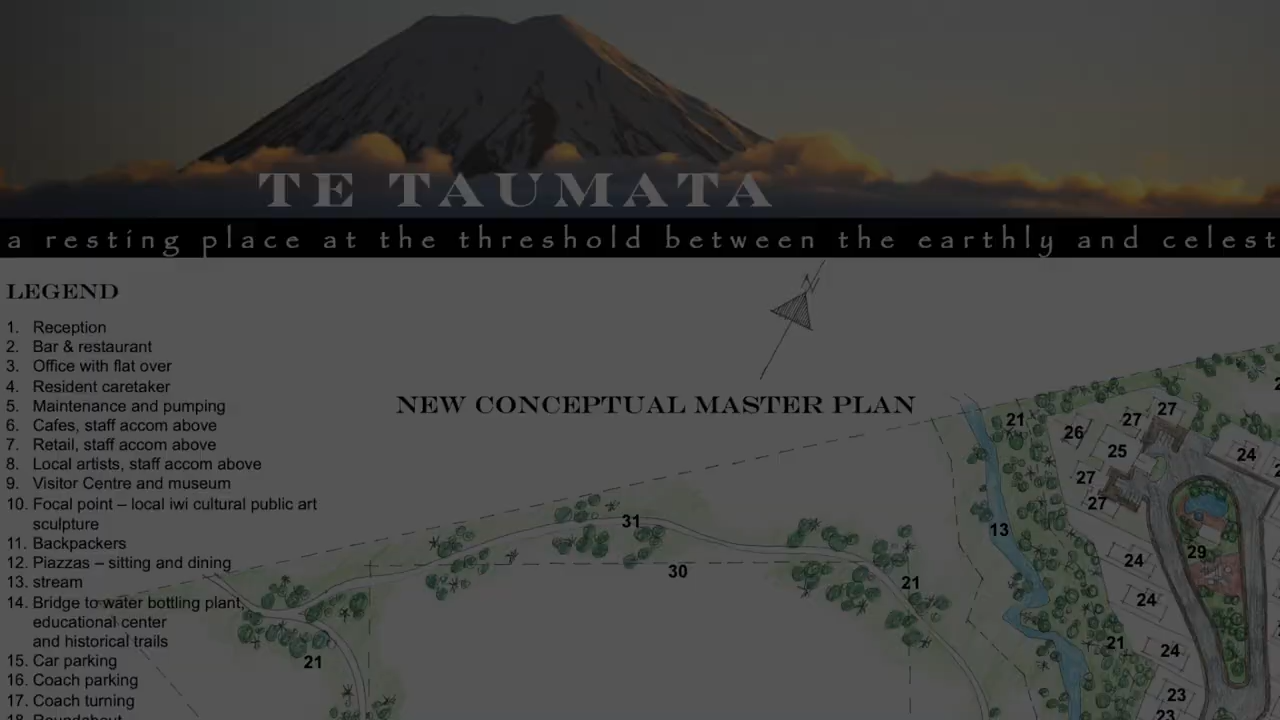 TE TAUMATA
a resting place at the threshold between the earthly and celest
LEGEND
1. Reception
2. Bar & restaurant
3. Office with flat over
4. Resident caretaker
5. Maintenance and pumping
6. Cafes, staff accom above
7. Retail, staff accom above
8. Local artists, staff accom above
9. Visitor Centre and museum
10. Focal point – local iwi cultural public art
sculpture
11. Backpackers
12. Piazzas – sitting and dining
13. stream
14. Bridge to water bottling plant,
educational center
and historical trails
15. Car parking
16. Coach parking
17. Coach turning
18. Roundabout
N
NEW CONCEPTUAL MASTER PLAN
21
27
27
26
25
24
27
27
31
13
29
30
24
21
24
21
24
21
23
23